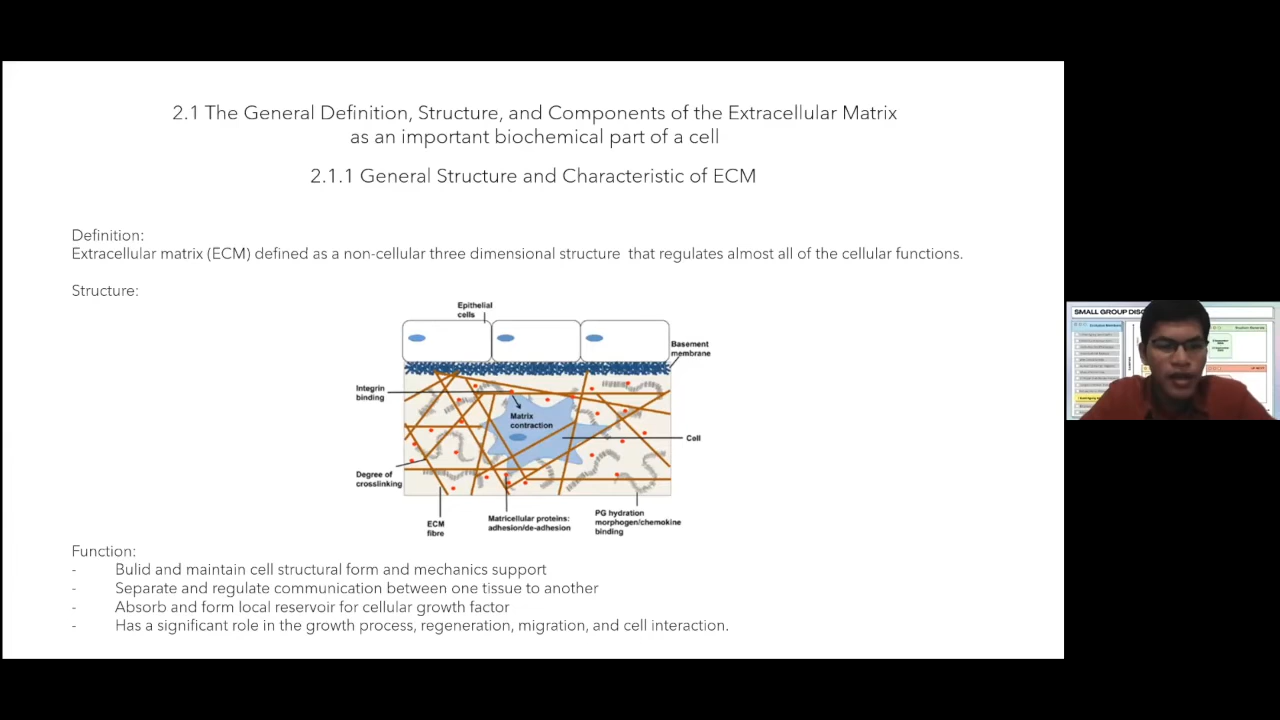 2.1 The General Definition, Structure, and Components of the Extracellular Matrix
as an important biochemical part of a cell
2.1.1 General Structure and Characteristic of ECM
Definition:
Extracellular matrix (ECM) defined as a non-cellular three dimensional structure  that regulates almost all of the cellular functions.
Structure:
Epithelial
cells
Basement
membrane
Integrin
binding
Matrix
contraction
Cell
Degree of
crosslinking
ECM
fibre
Matricellular proteins:
adhesion/de-adhesion
PG hydration
morphogen/chemokine
binding
Function:
- Bulid and maintain cell structural form and mechanics support
- Separate and regulate communication between one tissue to another
- Absorb and form local reservoir for cellular growth factor
- Has a significant role in the growth process, regeneration, migration, and cell interaction.
SMALL GROUP